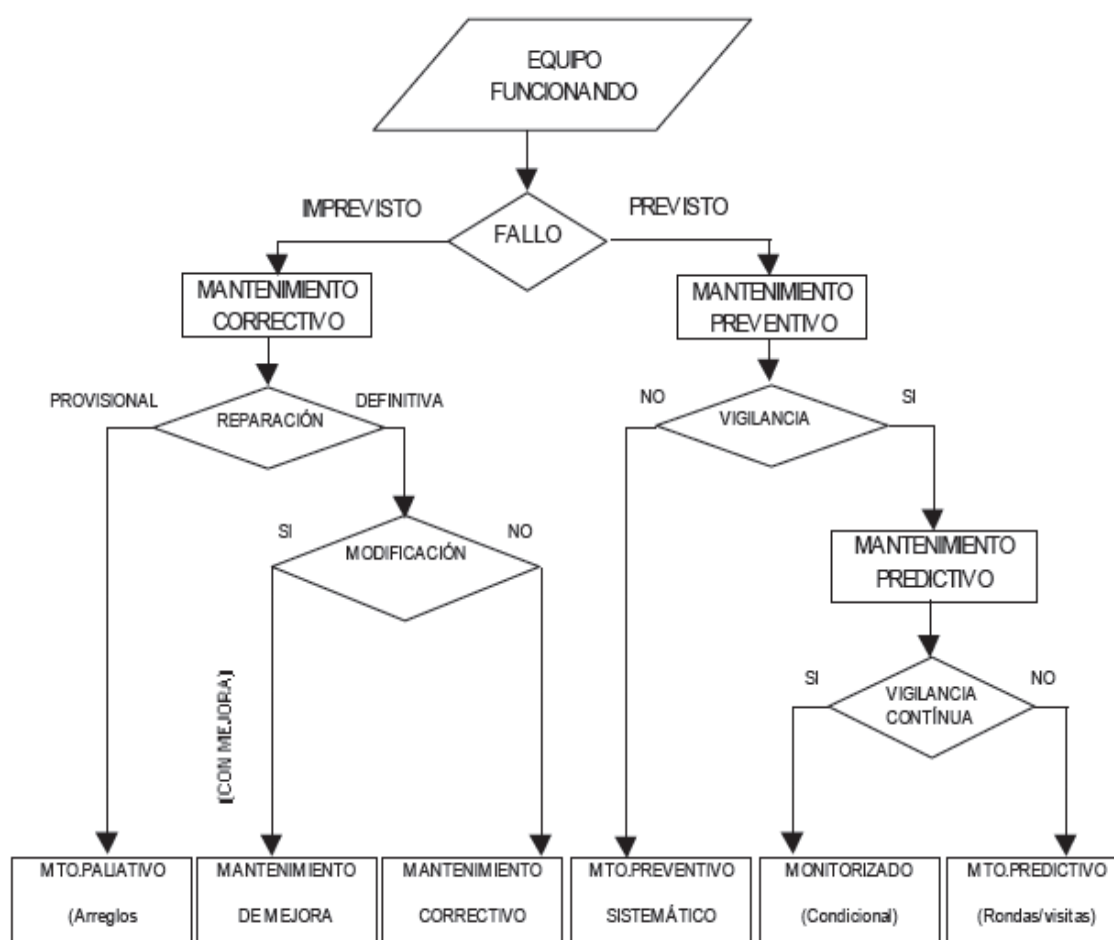 EQUIPO
FUNCIONANDO
IMPREVISTO
PREVISTO
FALLO
MANTENIMIENTO
CORRECTIVO
MANTENIMIENTO
PREVENTIVO
PROVISIONAL
REPARACIÓN
DEFINITIVA
NO
VIGILANCIA
SI
SI
MODIFICACIÓN
NO
MANTENIMIENTO
PREDICTIVO
(CON MEJORA)
SI
VIGILANCIA
CONTÍNUA
NO
MTO.PALIATIVO
(Arreglos
MANTENIMIENTO
DE MEJORA
MANTENIMIENTO
CORRECTIVO
MTO.PREVENTIVO
SISTEMÁTICO
MONITORIZADO
(Condicional)
MTO.PREDICTIVO
(Rondas/visitas)